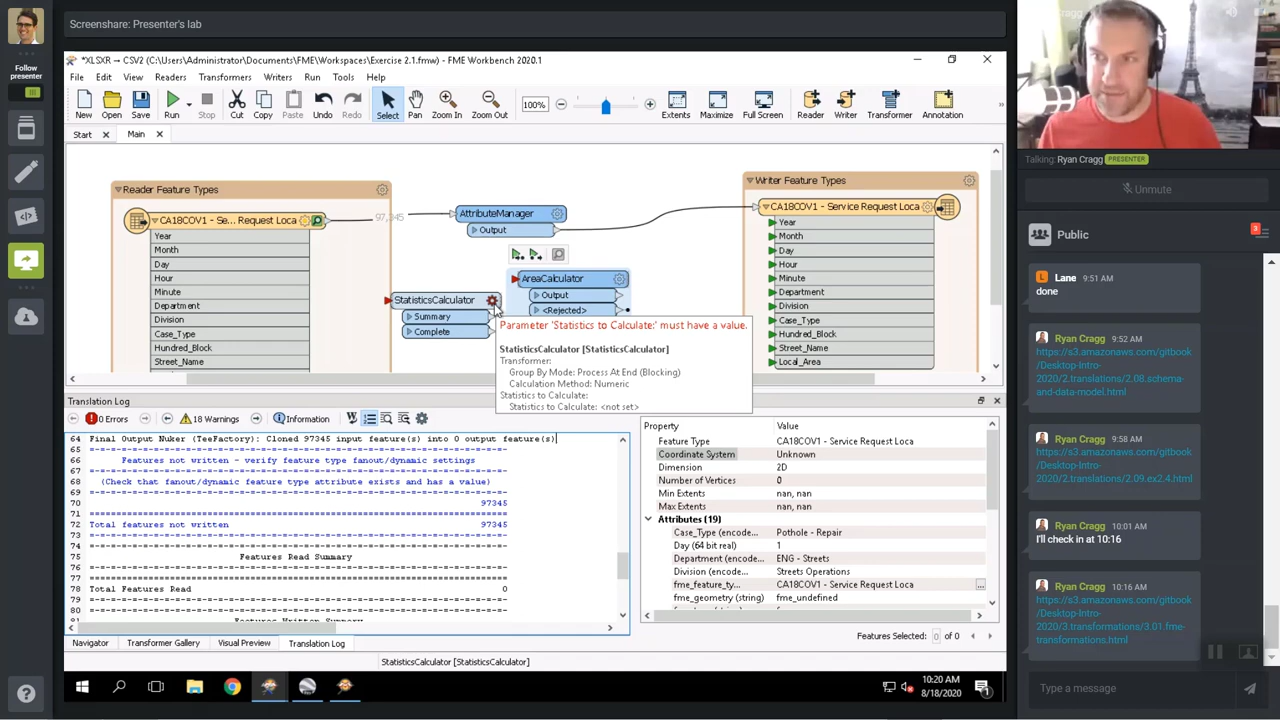 Screenshare: Presenter's lab
Follow
presenter
*XLSXR → CSV2 (C:\Users\Administrator\Documents\FME\Workspaces\Exercise 2.1.fmw) - FME Workbench 2020.1
File Edit View Readers Transformers Writers Run Tools Help
100%
New Open Save Run Stop Cut Copy Paste Undo Redo Select Pan Zoom In Zoom Out Extents Maximize Full Screen Reader Writer Transformer Annotation
Start Main
Reader Feature Types
CA18COV1 - Se... Request Loca
Year
Month
Day
Hour
Minute
Department
Division
Case_Type
Hundred_Block
Street_Name
97,345
AttributeManager
Output
AreaCalculator
Output
<Rejected>
StatisticsCalculator
Summary
Complete
Writer Feature Types
CA18COV1 - Service Request Loca
Year
Month
Day
Hour
Minute
Department
Division
Case_Type
Hundred_Block
Street_Name
Local_Area
Parameter 'Statistics to Calculate:' must have a value.
StatisticsCalculator [StatisticsCalculator]
Transformer:
Group By Mode: Process At End (Blocking)
Calculation Method: Numeric
Statistics to Calculate:
Statistics to Calculate: <not set>
Translation Log
0 Errors 18 Warnings Information
64 Final Output Nuker (TeeFactory): Cloned 97345 input feature(s) into 0 output feature(s)
65
66 Features not written - verify feature type fanout/dynamic settings
67
68 (Check that fanout/dynamic feature type attribute exists and has a value)
69
70 97345
71
72 Total features not written 97345
73
74
75 Features Read Summary
76
77
78 Total Features Read 0
79
80
81 Features Written Summary
Property Value
Feature Type CA18COV1 - Service Request Loca
Coordinate System Unknown
Dimension 2D
Number of Vertices 0
Min Extents nan, nan
Max Extents nan, nan
Attributes (19)
Case_Type (encode... Pothole - Repair
Day (64 bit real) 1
Department (encode... ENG - Streets
Division (encode... Streets Operations
fme_feature_ty... CA18COV1 - Service Request Loca
fme_geometry (string) fme_undefined
Features Selected: 0 of 0
Navigator Transformer Gallery Visual Preview Translation Log
StatisticsCalculator [StatisticsCalculator]
10:20 AM
8/18/2020
1
Talking: Ryan Cragg PRESENTER
Unmute
Public
3
L Lane 9:51 AM
done
Ryan Cragg 9:52 AM
https://s3.amazonaws.com/gitbook
/Desktop-Intro-
2020/2.translations/2.08.schema-
and-data-model.html
Ryan Cragg 9:58 AM
https://s3.amazonaws.com/gitbook
/Desktop-Intro-
2020/2.translations/2.09.ex2.4.html
Ryan Cragg 10:01 AM
I'll check in at 10:16
Ryan Cragg 10:16 AM
https://s3.amazonaws.com/gitbook
/Desktop-Intro-
2020/3.transformations/3.01.fme-
transformations.html
Type a message